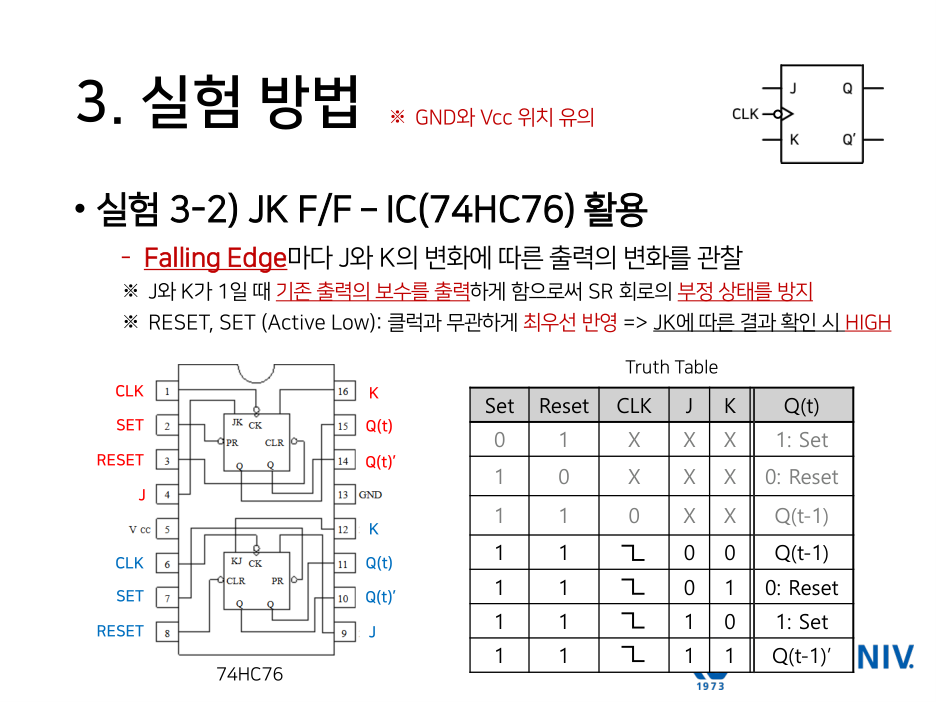 3. 실험 방법
※ GND와 Vcc 위치 유의
J Q
CLK
K Q′
• 실험 3-2) JK F/F – IC(74HC76) 활용
- Falling Edge마다 J와 K의 변화에 따른 출력의 변화를 관찰
※ J와 K가 1일 때 기존 출력의 보수를 출력하게 함으로써 SR 회로의 부정 상태를 방지
※ RESET, SET (Active Low): 클럭과 무관하게 최우선 반영 => JK에 따른 결과 확인 시 HIGH
CLK 1 16 K
SET 2 15 Q(t)
RESET 3 14 Q(t)′
J 4 13 GND
V cc 5 12 K
CLK 6 11 Q(t)
SET 7 10 Q(t)′
RESET 8 9 J
JK CK
PR CLR
Q Q
KJ CK
CLR PR
Q Q
74HC76
Truth Table
Set Reset CLK J K Q(t)
0 1 X X X 1: Set
1 0 X X X 0: Reset
1 1 0 X X Q(t-1)
1 1 0 0 Q(t-1)
1 1 0 1 0: Reset
1 1 1 0 1: Set
1 1 1 1 Q(t-1)′
NIV.
1973